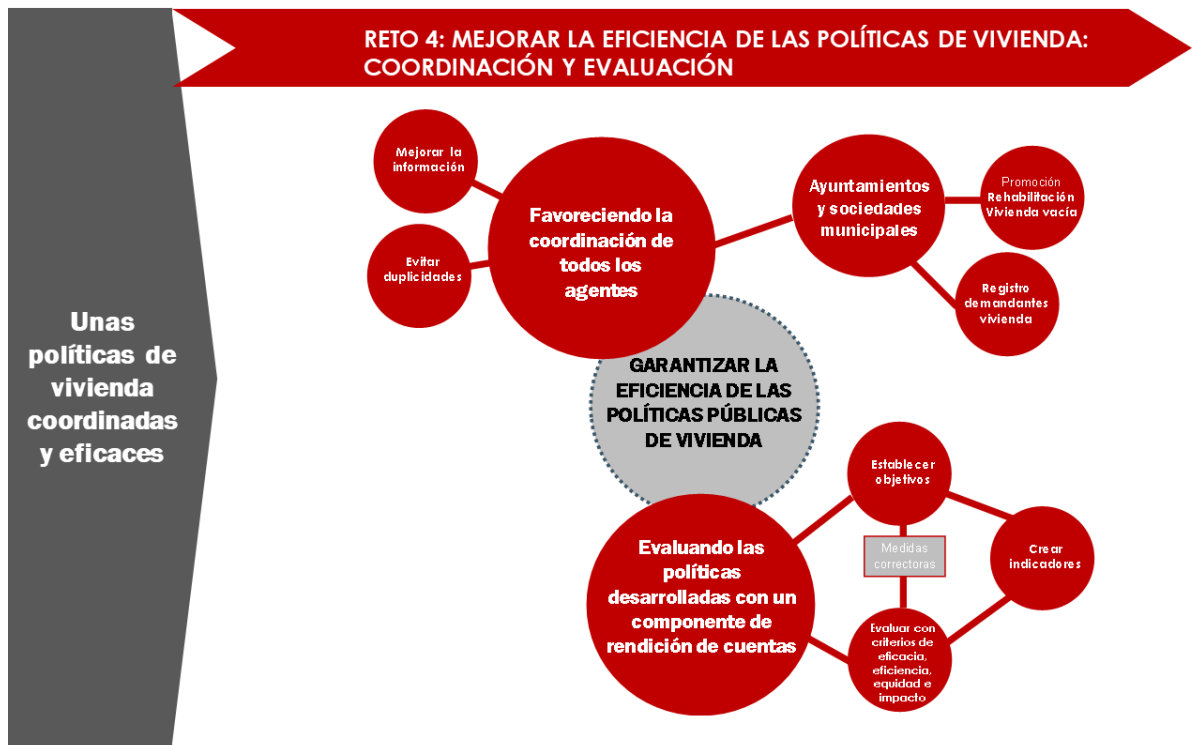 RETO 4: MEJORAR LA EFICIENCIA DE LAS POLÍTICAS DE VIVIENDA:
COORDINACIÓN Y EVALUACIÓN
Unas
políticas de
vivienda
coordinadas
y eficaces
Mejorar la
información
Evitar
duplicidades
Favoreciendo la
coordinación de
todos los
agentes
Ayuntamientos
y sociedades
municipales
Promoción
Rehabilitación
Vivienda vacía
Registro
demandantes
vivienda
GARANTIZAR LA
EFICIENCIA DE LAS
POLÍTICAS PÚBLICAS
DE VIVIENDA
Evaluando las
políticas
desarrolladas con un
componente de
rendición de cuentas
Establecer
objetivos
Medidas
correctoras
Crear
indicadores
Evaluar con
criterios de
eficacia,
eficiencia,
equidad e
impacto